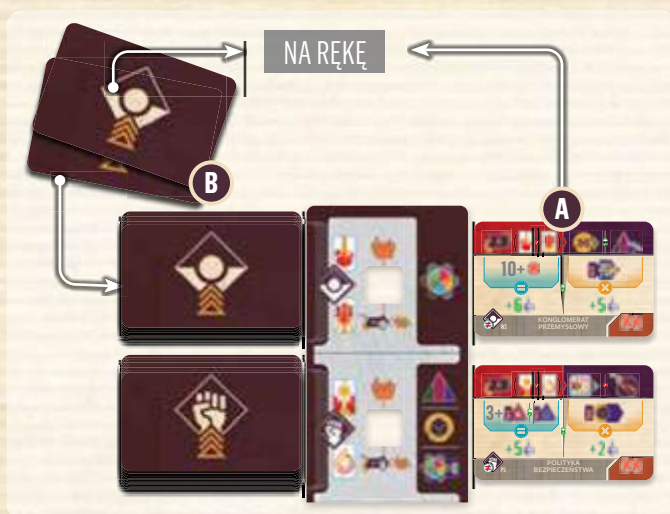 NA RĘKĘ
B
A
10+
+6
+5
KONGLOMERAT
PRZEMYSŁOWY
3+
+5
+2
POLITYKA
BEZPIECZEŃSTWA